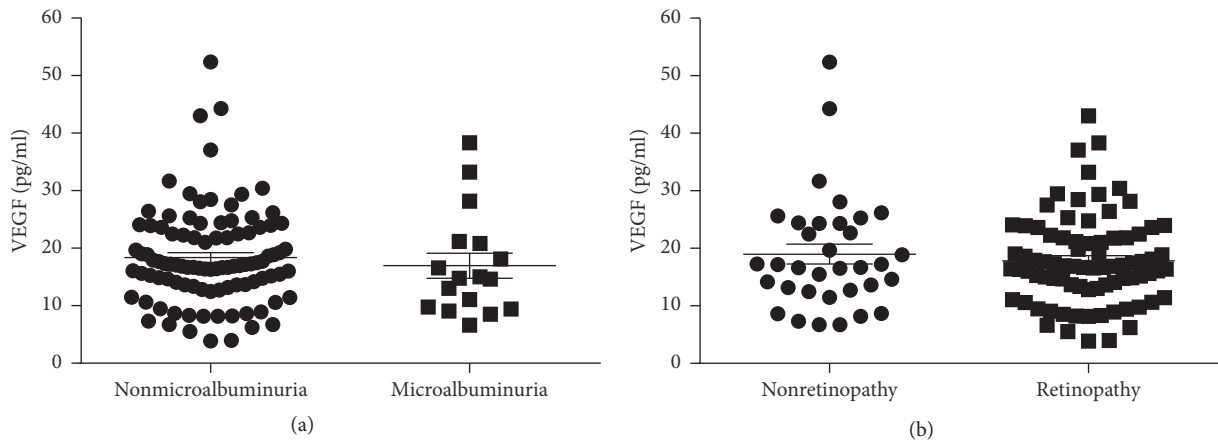 60
50
40
30
20
10
0
VEGF (pg/ml)
Nonmicroalbuminuria Microalbuminuria
(a)
60
50
40
30
20
10
0
VEGF (pg/ml)
Nonretinopathy Retinopathy
(b)